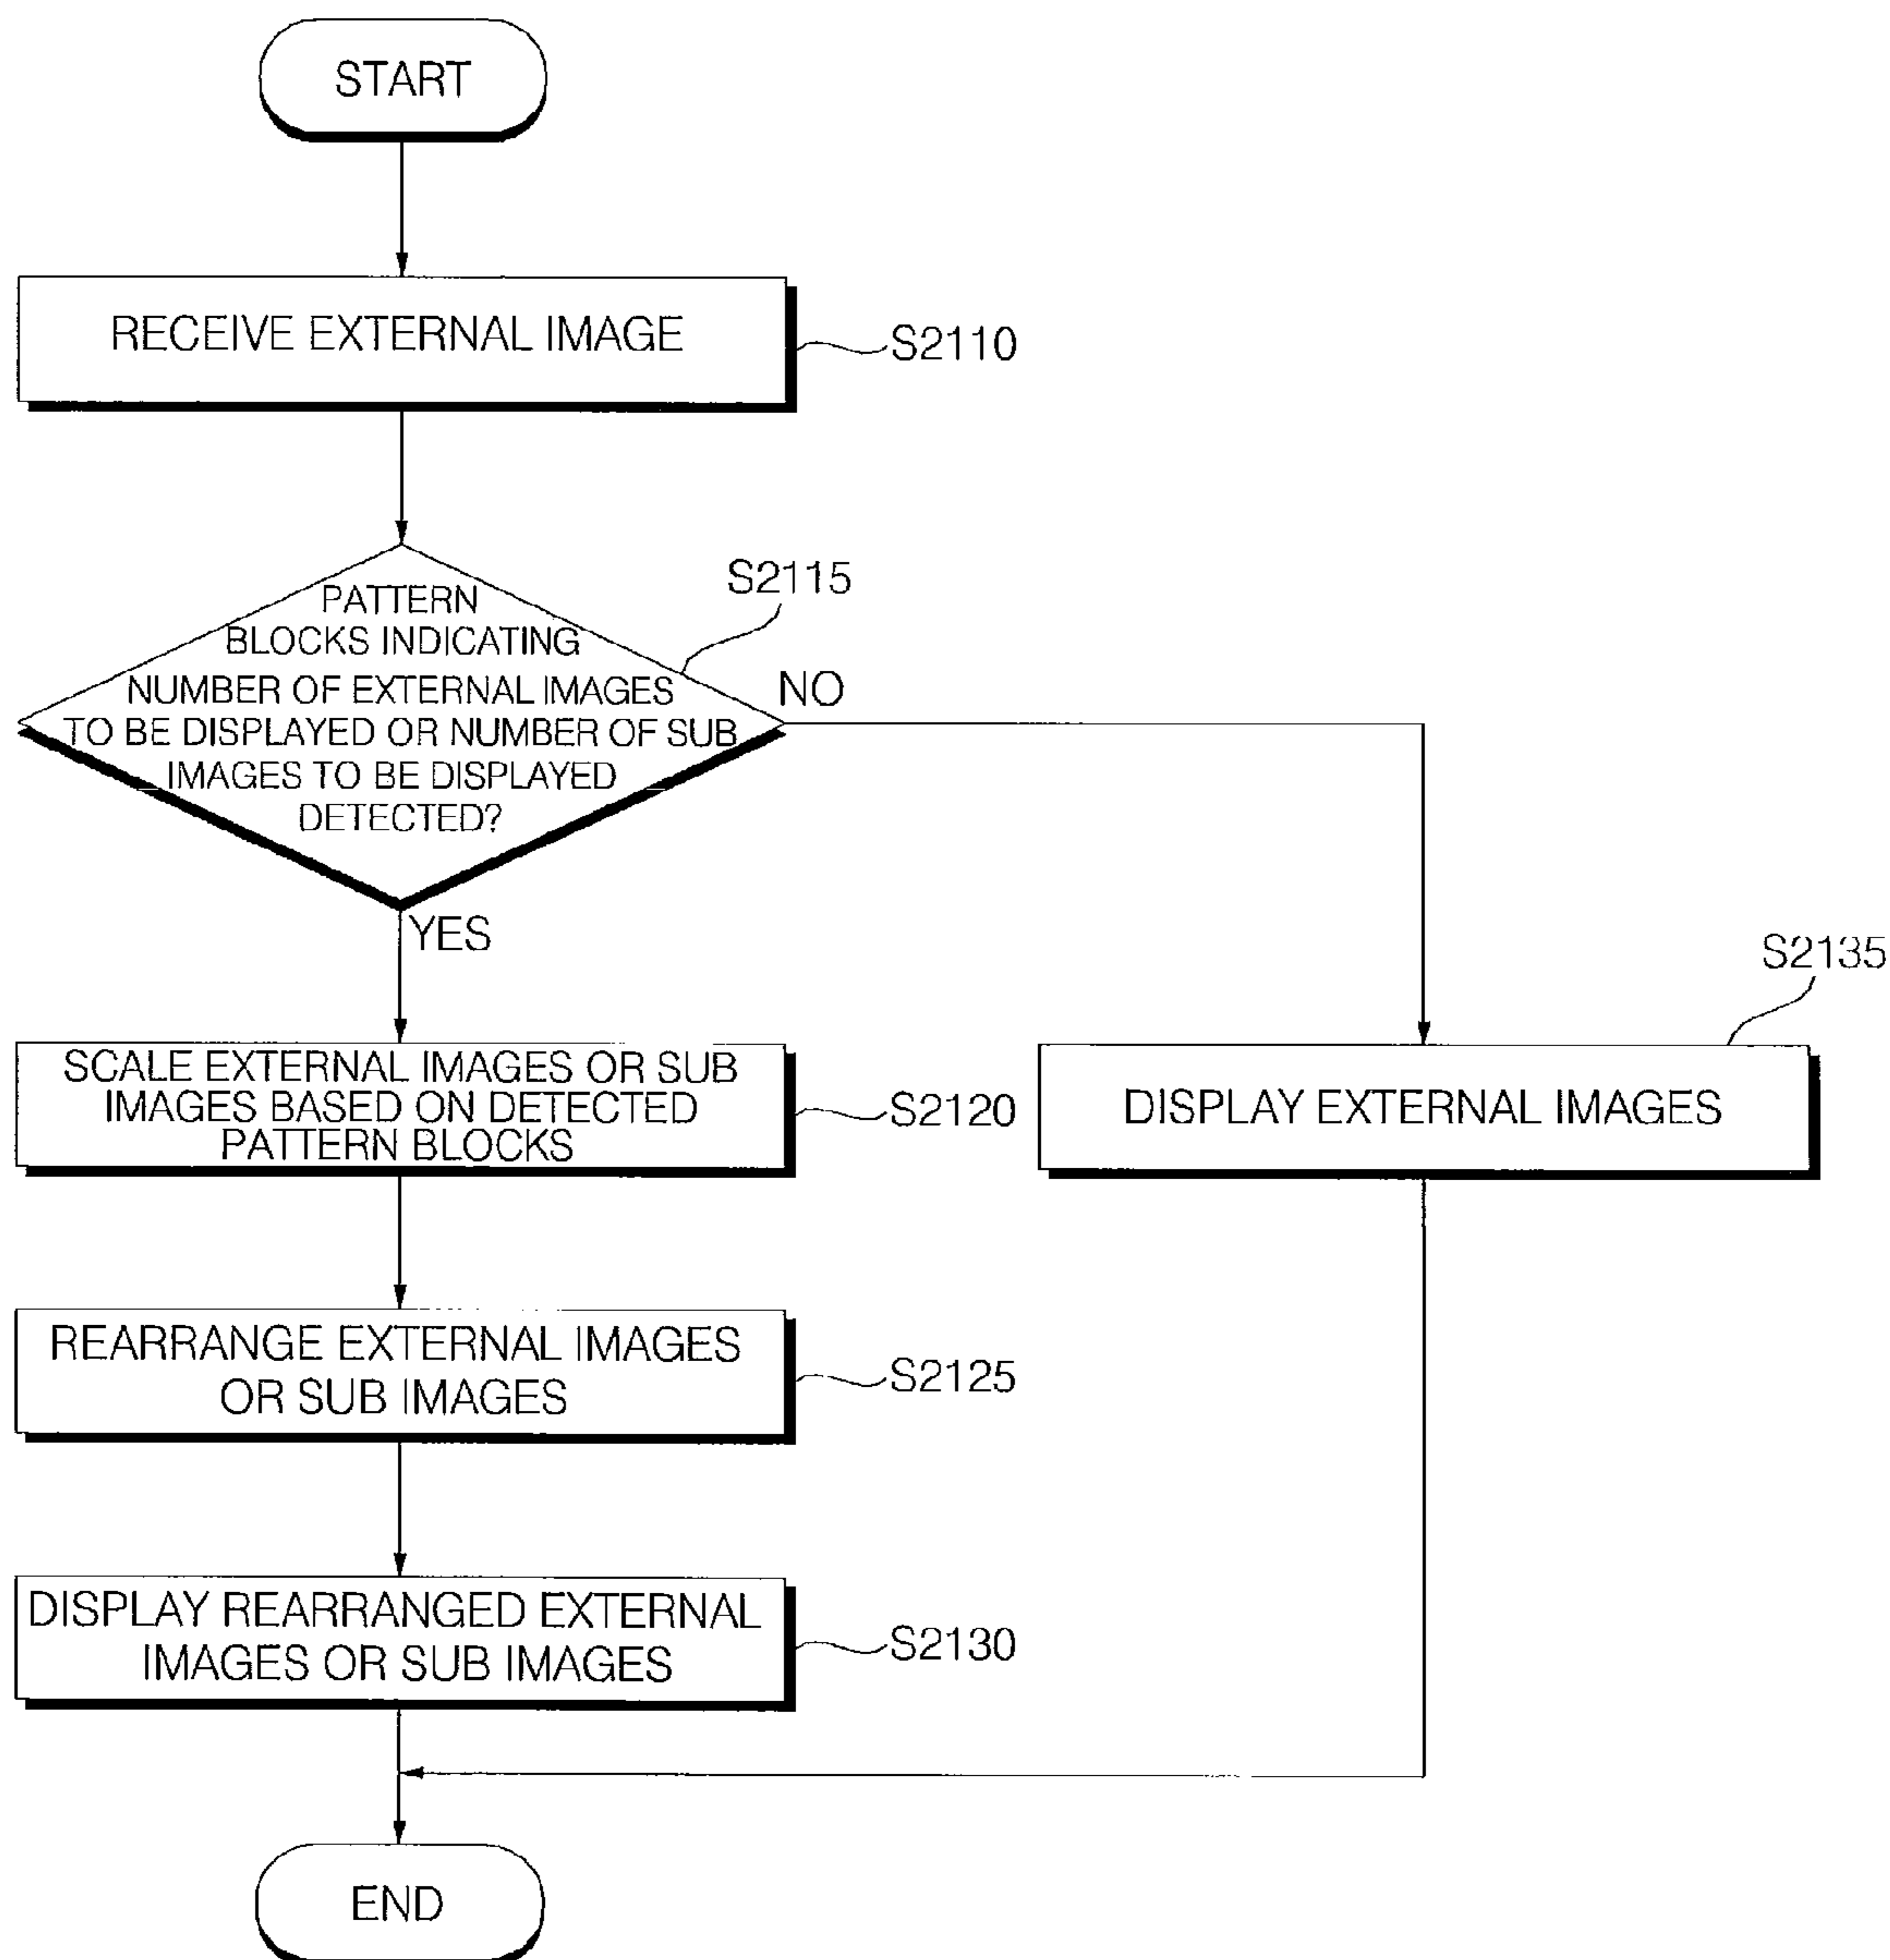 START
RECEIVE EXTERNAL IMAGE
S2110
S2115
PATTERN
BLOCKS INDICATING
NUMBER OF EXTERNAL IMAGES
TO BE DISPLAYED OR NUMBER OF SUB
IMAGES TO BE DISPLAYED
DETECTED?
NO
YES
SCALE EXTERNAL IMAGES OR SUB
IMAGES BASED ON DETECTED
PATTERN BLOCKS
S2120
S2135
DISPLAY EXTERNAL IMAGES
REARRANGE EXTERNAL IMAGES
OR SUB IMAGES
S2125
DISPLAY REARRANGED EXTERNAL
IMAGES OR SUB IMAGES
S2130
END